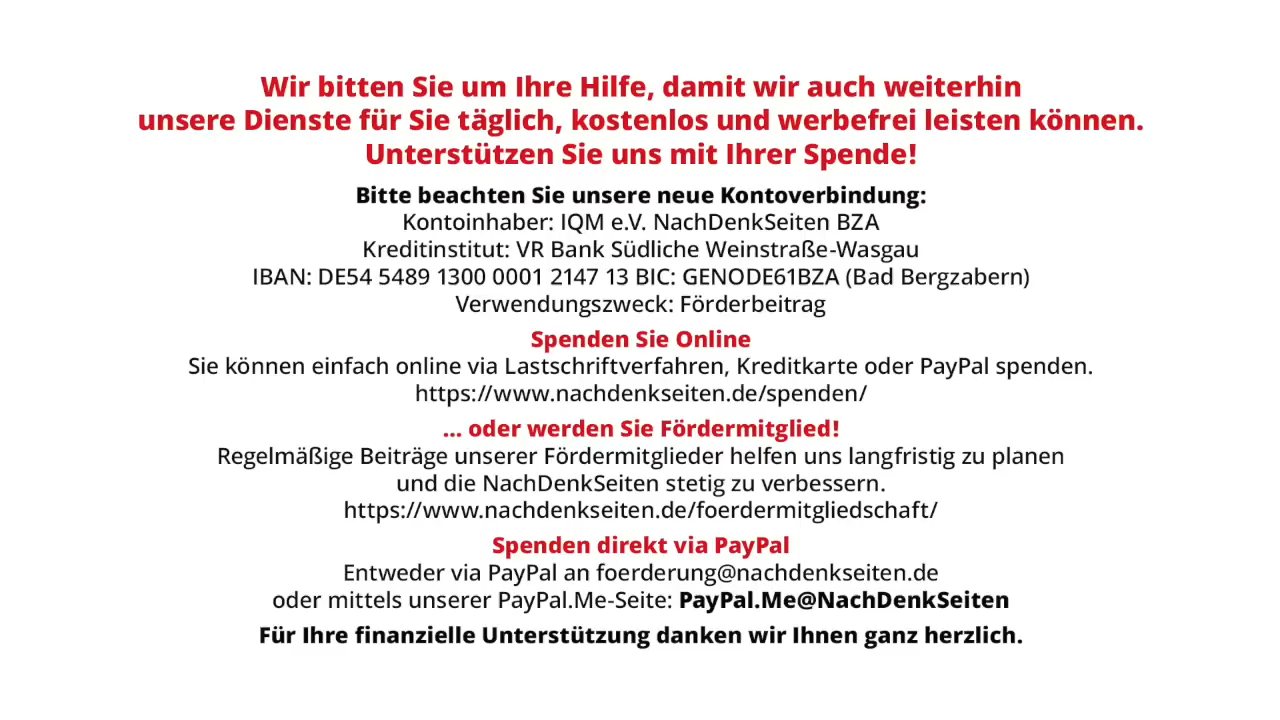 Wir bitten Sie um Ihre Hilfe, damit wir auch weiterhin
unsere Dienste für Sie täglich, kostenlos und werbefrei leisten können.
Unterstützen Sie uns mit Ihrer Spende!
Bitte beachten Sie unsere neue Kontoverbindung:
Kontoinhaber: IQM e.V. NachDenkSeiten BZA
Kreditinstitut: VR Bank Südliche Weinstraße-Wasgau
IBAN: DE54 5489 1300 0001 2147 13 BIC: GENODE61BZA (Bad Bergzabern)
Verwendungszweck: Förderbeitrag
Spenden Sie Online
Sie können einfach online via Lastschriftverfahren, Kreditkarte oder PayPal spenden.
https://www.nachdenkseiten.de/spenden/
... oder werden Sie Fördermitglied!
Regelmäßige Beiträge unserer Fördermitglieder helfen uns langfristig zu planen
und die NachDenkSeiten stetig zu verbessern.
https://www.nachdenkseiten.de/foerdermitgliedschaft/
Spenden direkt via PayPal
Entweder via PayPal an foerderung@nachdenkseiten.de
oder mittels unserer PayPal.Me-Seite: PayPal.Me@NachDenkSeiten
Für Ihre finanzielle Unterstützung danken wir Ihnen ganz herzlich.